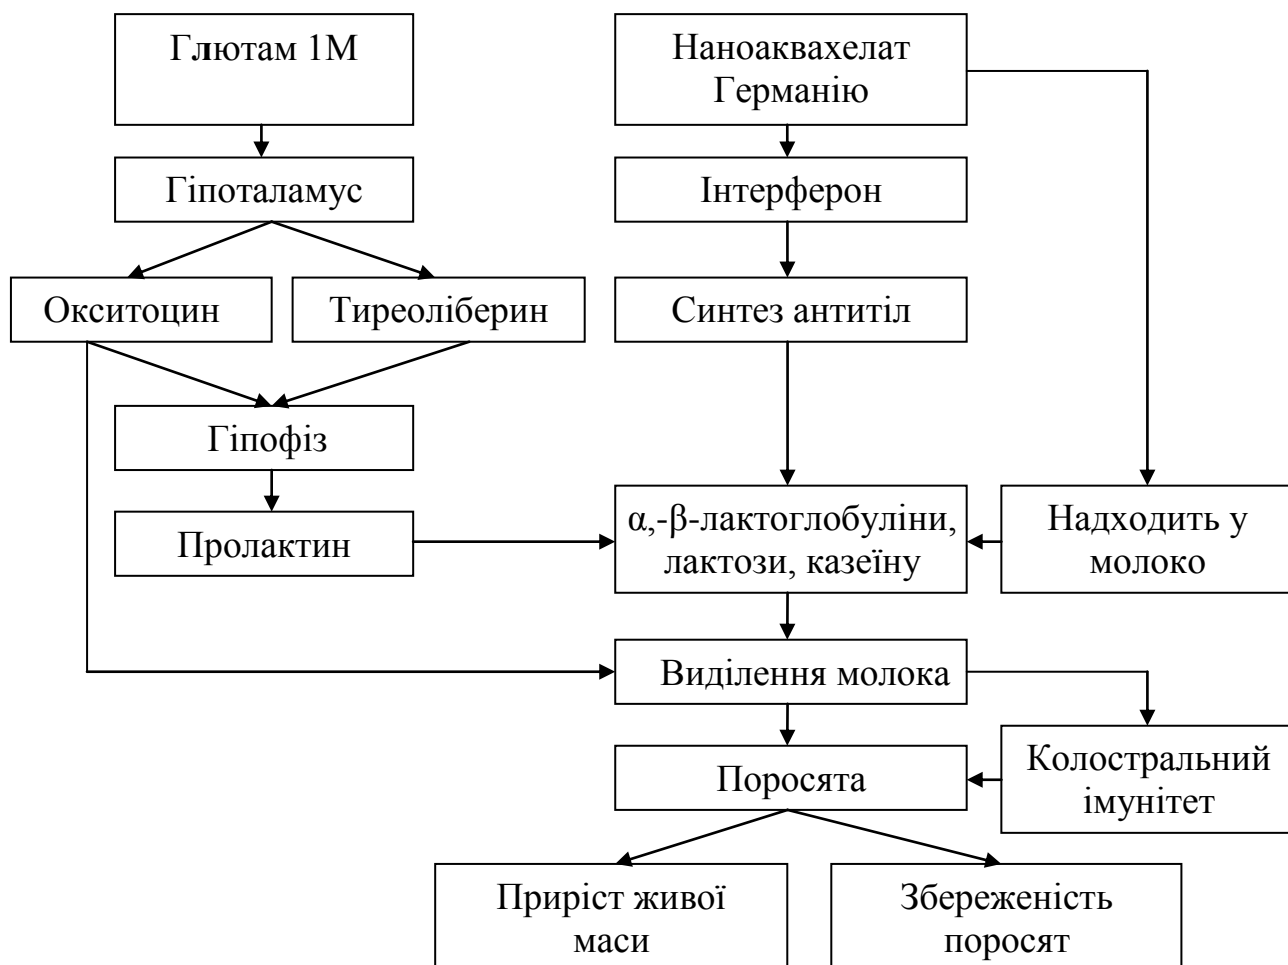 Глютам 1М
Наноаквахелат
Германію
Гіпоталамус
Інтерферон
Окситоцин
Тиреоліберин
Синтез антитіл
Гіпофіз
Пролактин
α,-β-лактоглобуліни,
лактози, казеїну
Надходить у
молоко
Виділення молока
Поросята
Колостральний
імунітет
Приріст живої
маси
Збереженість
поросят